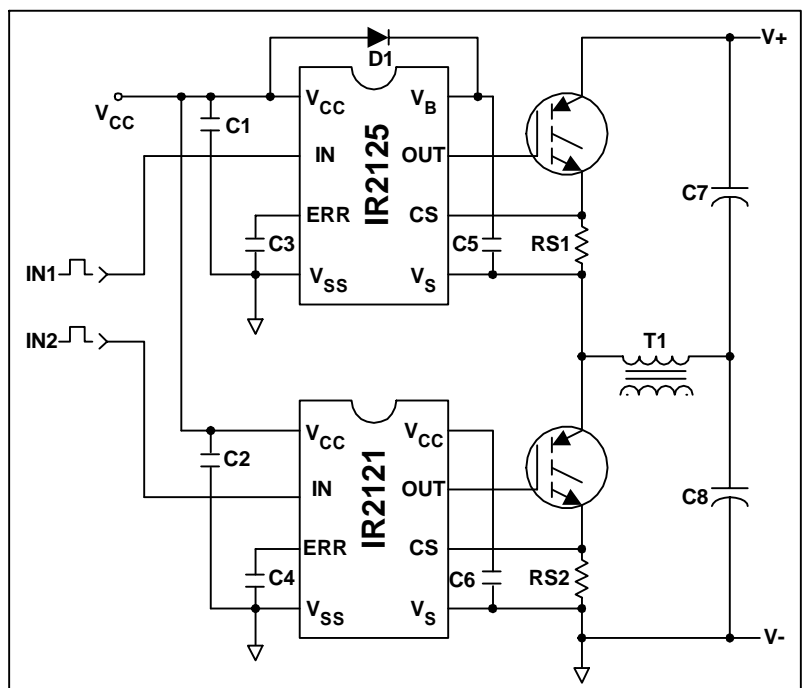 D1
V+
VCC
C1
VCC
VB
IN
OUT
IR2125
ERR
CS
C3
C5
RS1
C7
IN1
VSS
VS
IN2
T1
VCC
VCC
C2
IN
OUT
IR2121
C8
ERR
CS
C4
C6
RS2
VSS
VS
V-